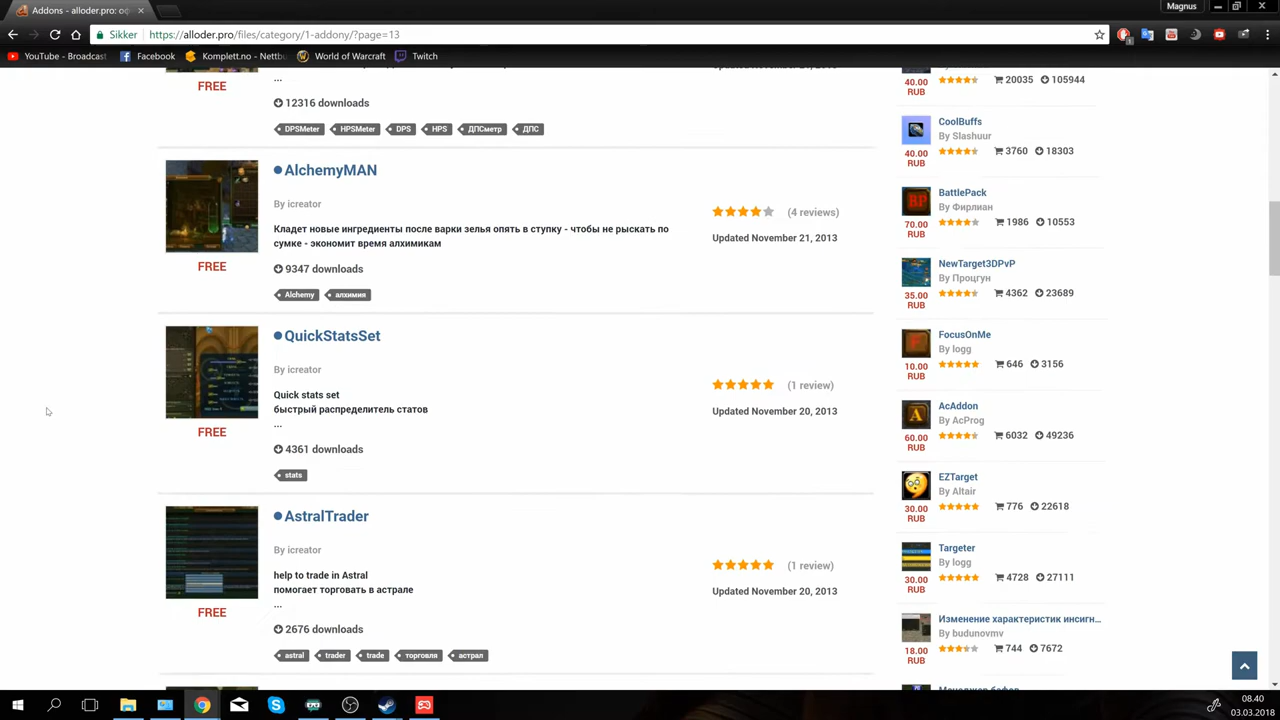 Addons - alloder.pro: op
Magnus
Sikker
https://alloder.pro/files/category/1-addony/?page=13
YouTube - Broadcast
Facebook
Komplett.no - Nettbu
World of Warcraft
Twitch
FREE
...
12316 downloads
DPSMeter
HPSMeter
DPS
HPS
ДПСметр
ДПС
AlchemyMAN
By icreator
Кладет новые ингредиенты после варки зелья опять в ступку - чтобы не рыскать по
сумке - экономит время алхимикам
(4 reviews)
Updated November 21, 2013
FREE
9347 downloads
Alchemy
алхимия
QuickStatsSet
By icreator
Quick stats set
быстрый распределитель статов
...
(1 review)
Updated November 20, 2013
FREE
4361 downloads
stats
AstralTrader
By icreator
help to trade in Astral
помогает торговать в астрале
...
(1 review)
Updated November 20, 2013
FREE
2676 downloads
astral
trader
trade
торговля
астрал
40.00
RUB
20035
105944
CoolBuffs
By Slashuur
40.00
RUB
3760
18303
BattlePack
By Фирлиан
70.00
RUB
1986
10553
NewTarget3DPvP
By Процгун
35.00
RUB
4362
23689
FocusOnMe
By logg
10.00
RUB
646
3156
AcAddon
By AcProg
60.00
RUB
6032
49236
EZTarget
By Altair
30.00
RUB
776
22618
Targeter
By logg
30.00
RUB
4728
27111
Изменение характеристик инсигн...
By budunovmv
18.00
RUB
744
7672
08.40
03.03.2018